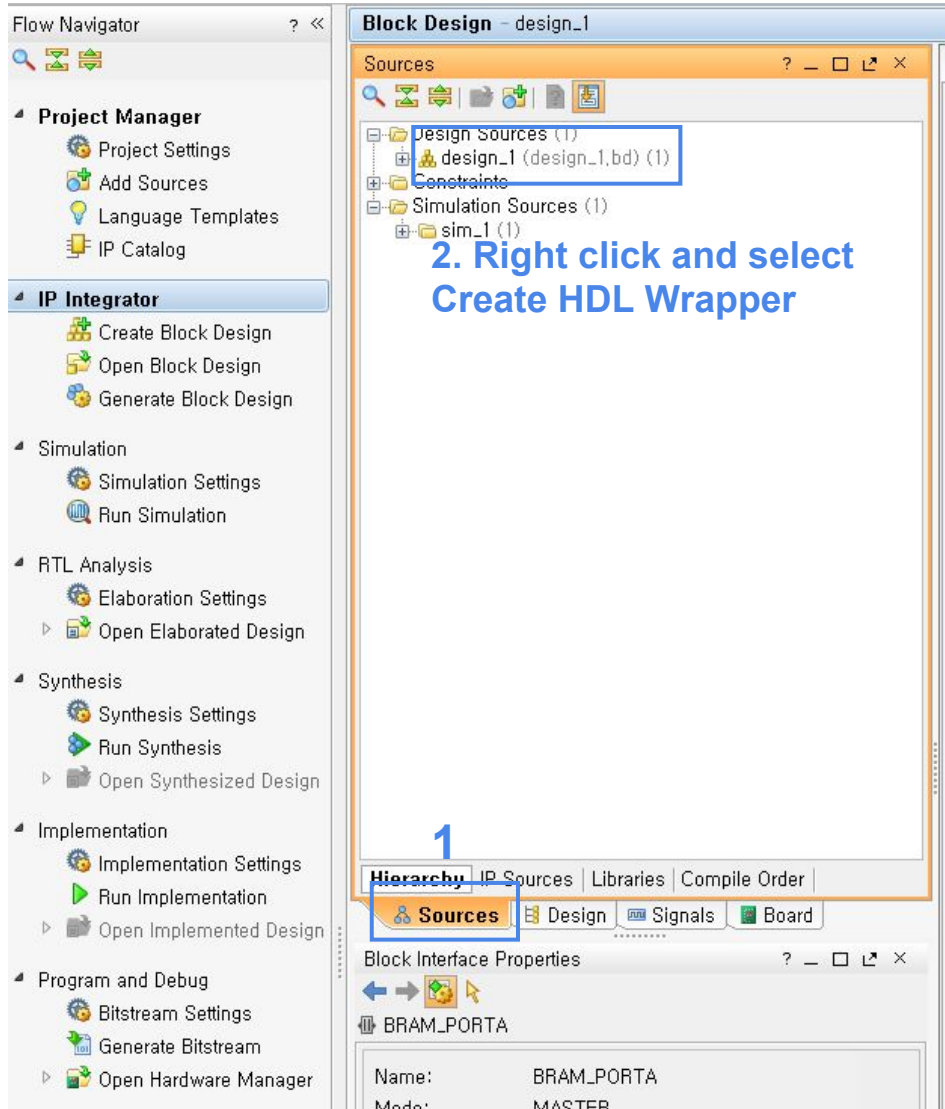 Flow Navigator ? «
Project Manager
Project Settings
Add Sources
Language Templates
IP Catalog
IP Integrator
Create Block Design
Open Block Design
Generate Block Design
Simulation
Simulation Settings
Run Simulation
RTL Analysis
Elaboration Settings
Open Elaborated Design
Synthesis
Synthesis Settings
Run Synthesis
Open Synthesized Design
Implementation
Implementation Settings
Run Implementation
Open Implemented Design
Program and Debug
Bitstream Settings
Generate Bitstream
Open Hardware Manager
Block Design - design_1
Sources ?
Design Sources (1)
design_1 (design_1,bd) (1)
Constraints
Simulation Sources (1)
sim_1 (1)
2. Right click and select
Create HDL Wrapper
1
Hierarchy IP Sources | Libraries | Compile Order |
Sources Design Signals Board
Block Interface Properties ?
BRAM_PORTA
Name: BRAM_PORTA
Mode: MASTER